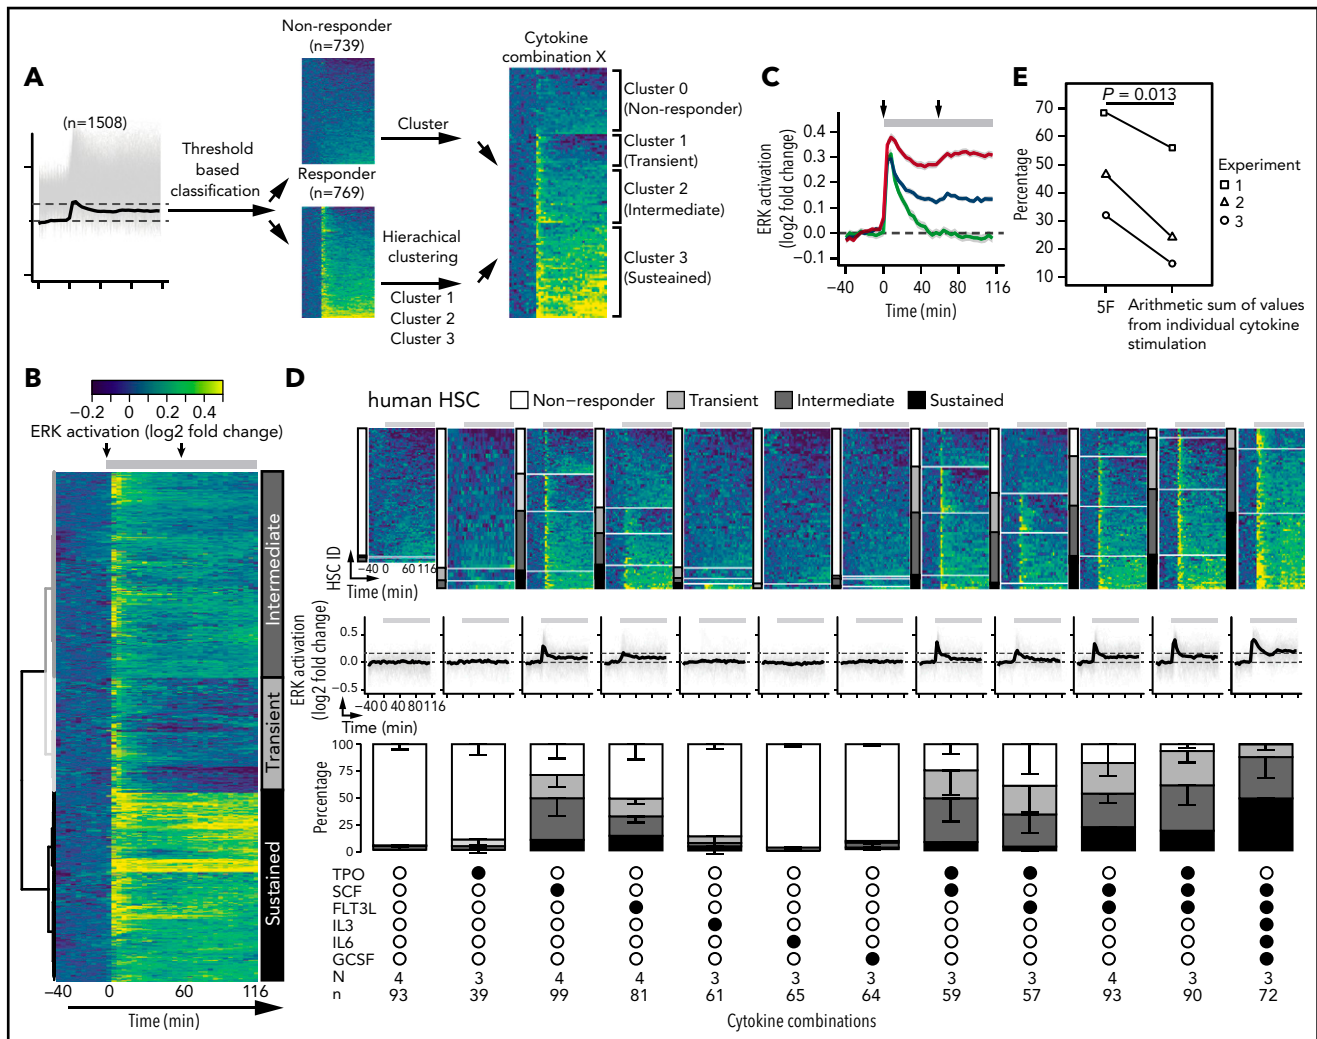 A
(n=1508)
Threshold
based
classification
Non-responder
(n=739)
Responder
(n=769)
Cluster
Hierachical
clustering
Cluster 1
Cluster 2
Cluster 3
Cytokine
combination X
Cluster 0
(Non-responder)
Cluster 1
(Transient)
Cluster 2
(Intermediate)
Cluster 3
(Susteained)
C
ERK activation
(log2 fold change)
0.4
0.3
0.2
0.1
0.0
−0.1
−40 0 40 80 116
Time (min)
E
P = 0.013
Percentage
70
60
50
40
30
20
10
5F
Arithmetic sum of values
from individual cytokine
stimulation
Experiment
1
2
3
B
−0.2 0 0.4
ERK activation (log2 fold change)
Intermediate
Transient
Sustained
−40 0 60 116
Time (min)
D
human HSC
Non−responder Transient Intermediate Sustained
HSC ID
−40 0 60 116
Time (min)
ERK activation
(log2 fold change)
0.5
0.0
−0.5
−40 0 40 80 116
Time (min)
Percentage
100
75
50
25
0
TPO
SCF
FLT3L
IL3
IL6
GCSF
N 4 3 4 4 3 3 3 3 3 4 3 3
n 93 39 99 81 61 65 64 59 57 93 90 72
Cytokine combinations